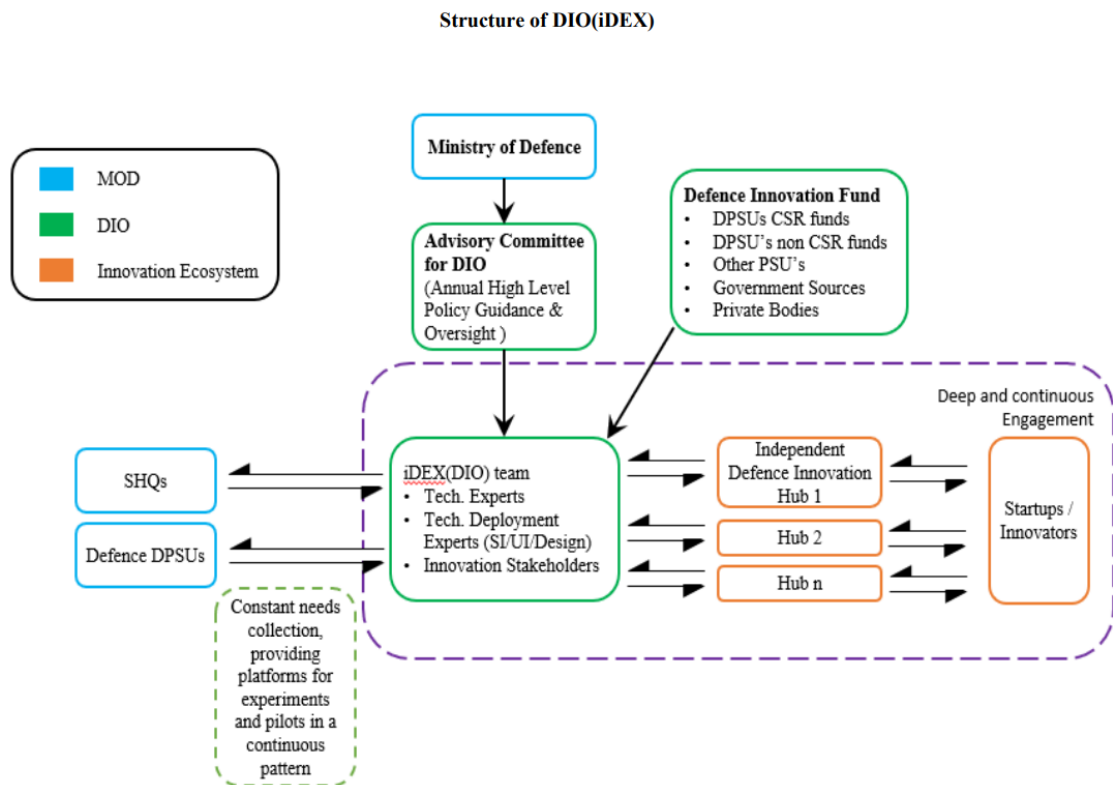 Structure of DIO(iDEX)
MOD
DIO
Innovation Ecosystem
Ministry of Defence
Advisory Committee
for DIO
(Annual High Level
Policy Guidance &
Oversight )
Defence Innovation Fund
• DPSUs CSR funds
• DPSU's non CSR funds
• Other PSU's
• Government Sources
• Private Bodies
Deep and continuous
Engagement
SHQs
Defence DPSUs
Constant needs
collection,
providing
platforms for
experiments
and pilots in a
continuous
pattern
iDEX(DIO) team
• Tech. Experts
• Tech. Deployment
Experts (SI/UI/Design)
• Innovation Stakeholders
Independent
Defence Innovation
Hub 1
Hub 2
Hub n
Startups /
Innovators